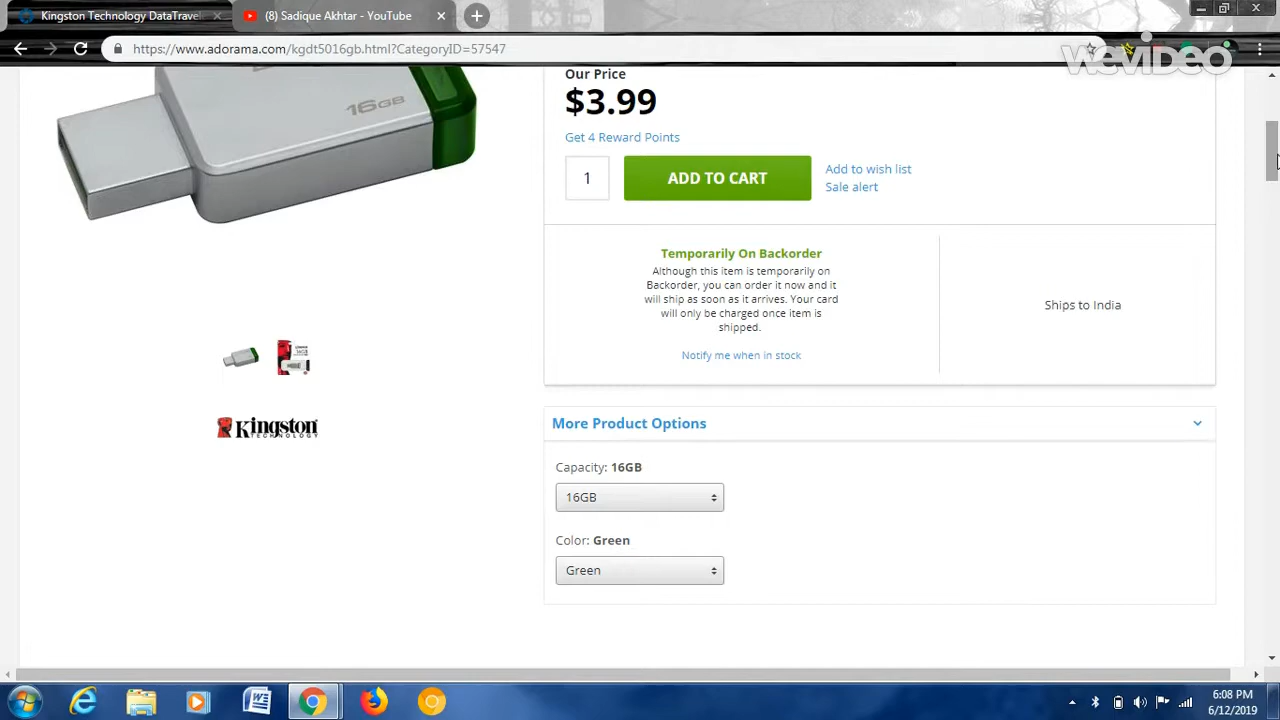 Kingston Technology DataTravel
(8) Sadique Akhtar - YouTube
https://www.adorama.com/kgdt5016gb.html?CategoryID=57547
WeVideo
16GB
Our Price
$3.99
Get 4 Reward Points
1
ADD TO CART
Add to wish list
Sale alert
Temporarily On Backorder
Although this item is temporarily on
Backorder, you can order it now and it
will ship as soon as it arrives. Your card
will only be charged once item is
shipped.
Notify me when in stock
Ships to India
Kingston
TECHNOLOGY
More Product Options
Capacity: 16GB
16GB
Color: Green
Green
6:08 PM
6/12/2019